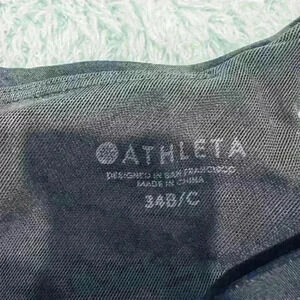 ATHLETA
DESIGNED IN SAN FRANCISCO
MADE IN CHINA
34B/C